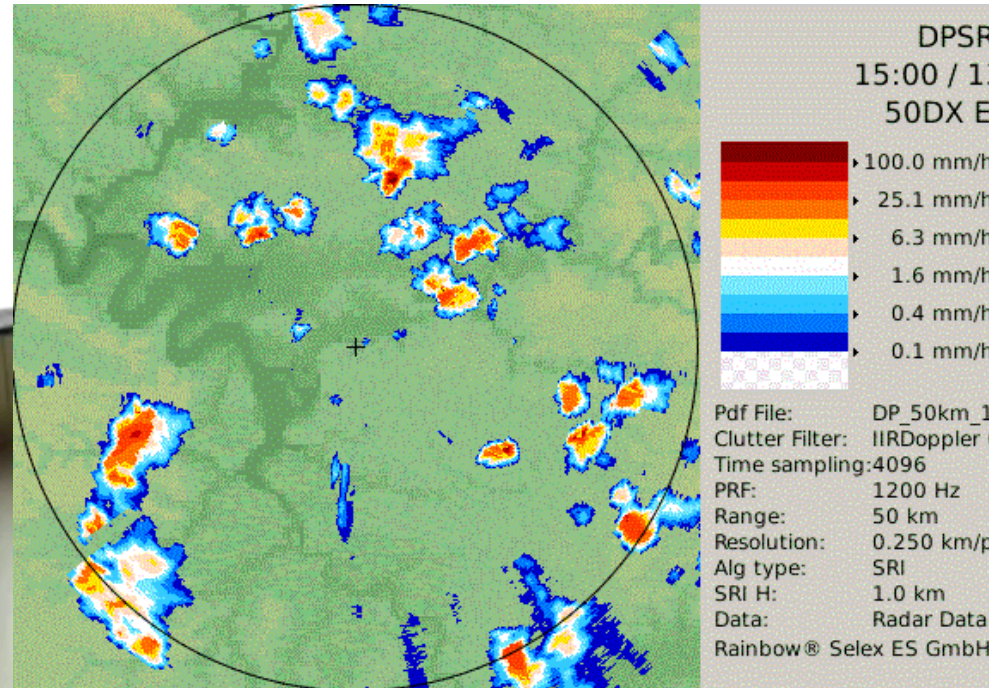 DPSR
15:00 / 1
50DX E
100.0 mm/h
25.1 mm/h
6.3 mm/h
1.6 mm/h
0.4 mm/h
0.1 mm/h
Pdf File: DP_50km_1
Clutter Filter: IIRDoppler
Time sampling:4096
PRF: 1200 Hz
Range: 50 km
Resolution: 0.250 km/p
Alg type: SRI
SRI H: 1.0 km
Data: Radar Data
Rainbow® Selex ES GmbH